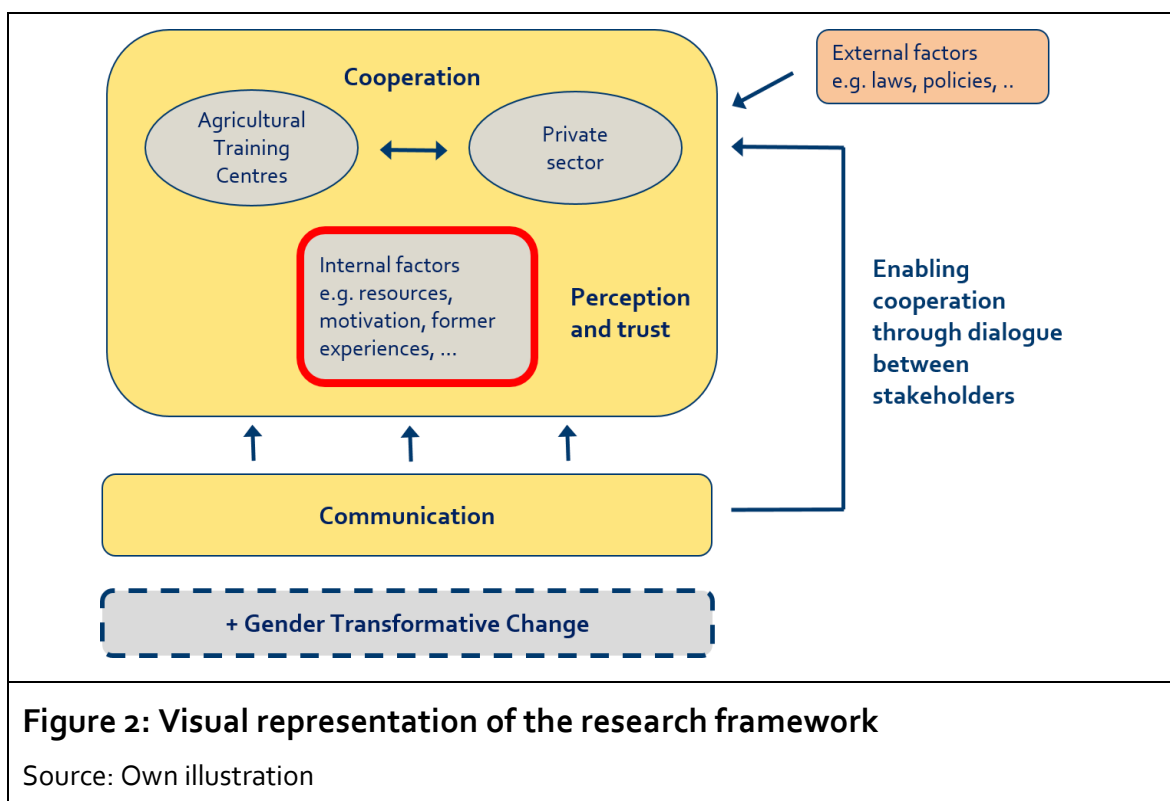 Cooperation
External factors
e.g. laws, policies, ..
Agricultural
Training
Centres
Private
sector
Internal factors
e.g. resources,
motivation, former
experiences, ...
Perception
and trust
Enabling
cooperation
through dialogue
between
stakeholders
Communication
+ Gender Transformative Change
Figure 2: Visual representation of the research framework
Source: Own illustration